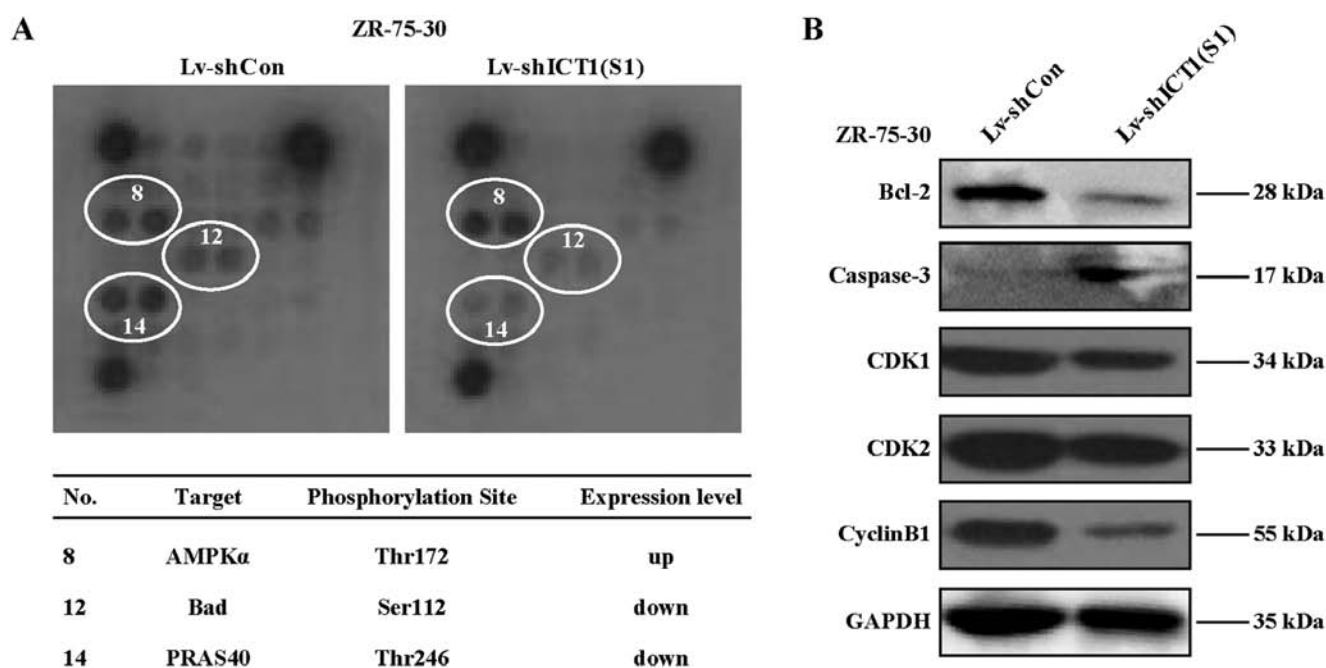 A
ZR-75-30
Lv-shCon
Lv-shICT1(S1)
8
12
14
8
12
14
No. Target Phosphorylation Site Expression level
8 AMPKα Thr172 up
12 Bad Ser112 down
14 PRAS40 Thr246 down
B
ZR-75-30
Lv-shCon
Lv-shICT1(S1)
Bcl-2 28 kDa
Caspase-3 17 kDa
CDK1 34 kDa
CDK2 33 kDa
CyclinB1 55 kDa
GAPDH 35 kDa